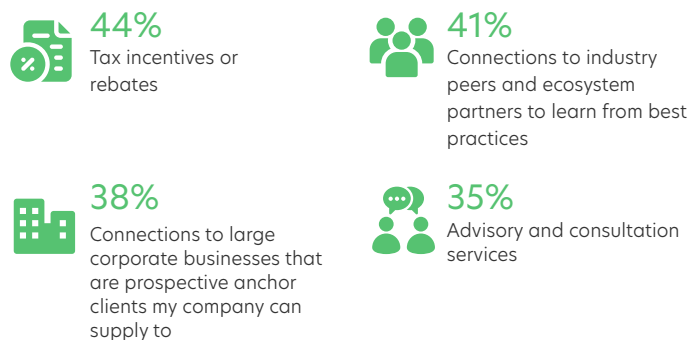 44%
Tax incentives or
rebates
41%
Connections to industry
peers and ecosystem
partners to learn from best
practices
38%
Connections to large
corporate businesses that
are prospective anchor
clients my company can
supply to
35%
Advisory and consultation
services